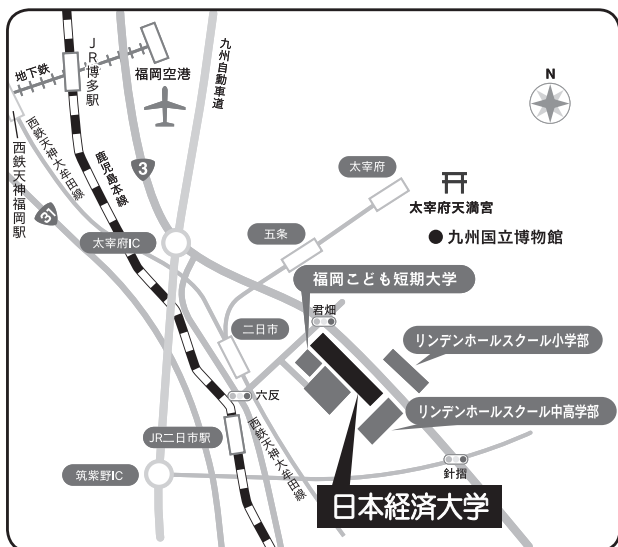 地下鉄
JR博多駅
福岡空港
九州自動車道
N
西鉄天神大牟田線
西鉄天神福岡駅
鹿児島本線
3
31
太宰府
太宰府天満宮
九州国立博物館
太宰府IC
五条
福岡こども短期大学
君畑
二日市
リンデンホールスクール小学部
六反
リンデンホールスクール中高学部
JR二日市駅
西鉄天神大牟田線
筑紫野IC
針摺
日本経済大学